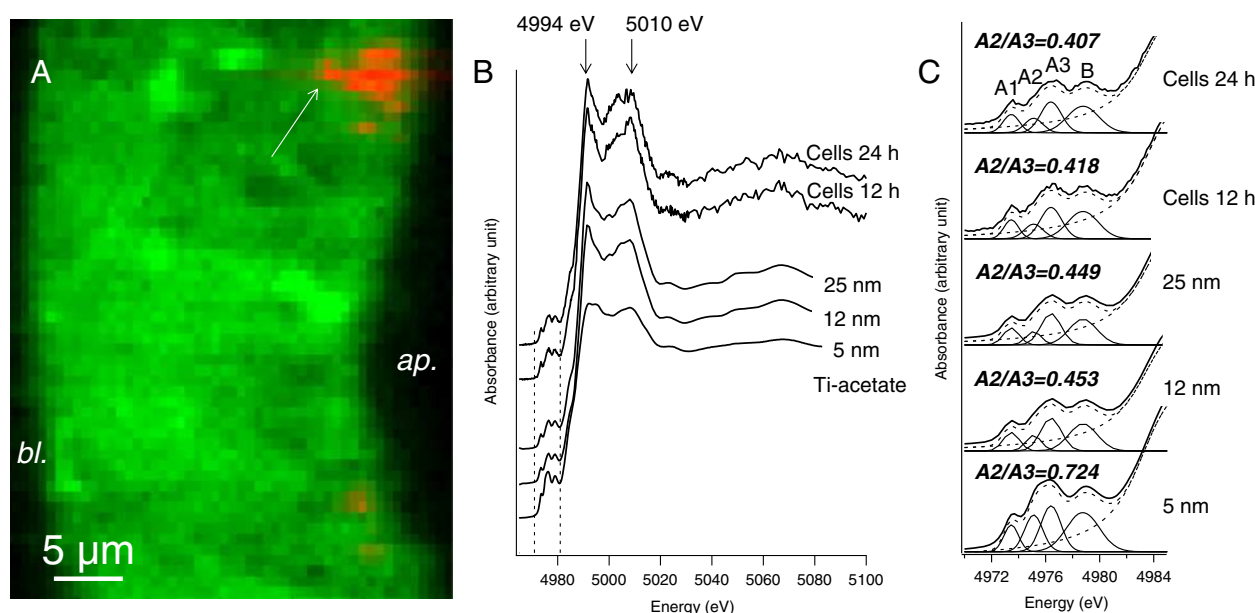 A
ap.
bl.
5 µm
4994 eV
5010 eV
B
Cells 24 h
Cells 12 h
25 nm
12 nm
5 nm
Ti-acetate
Absorbance (arbitrary unit)
4980 5000 5020 5040 5060 5080 5100
Energy (eV)
C
A2/A3=0.407
A1 A2 A3 B
Cells 24 h
A2/A3=0.418
Cells 12 h
A2/A3=0.449
25 nm
A2/A3=0.453
12 nm
A2/A3=0.724
5 nm
Absorbance (arbitrary unit)
4972 4976 4980 4984
Energy (eV)